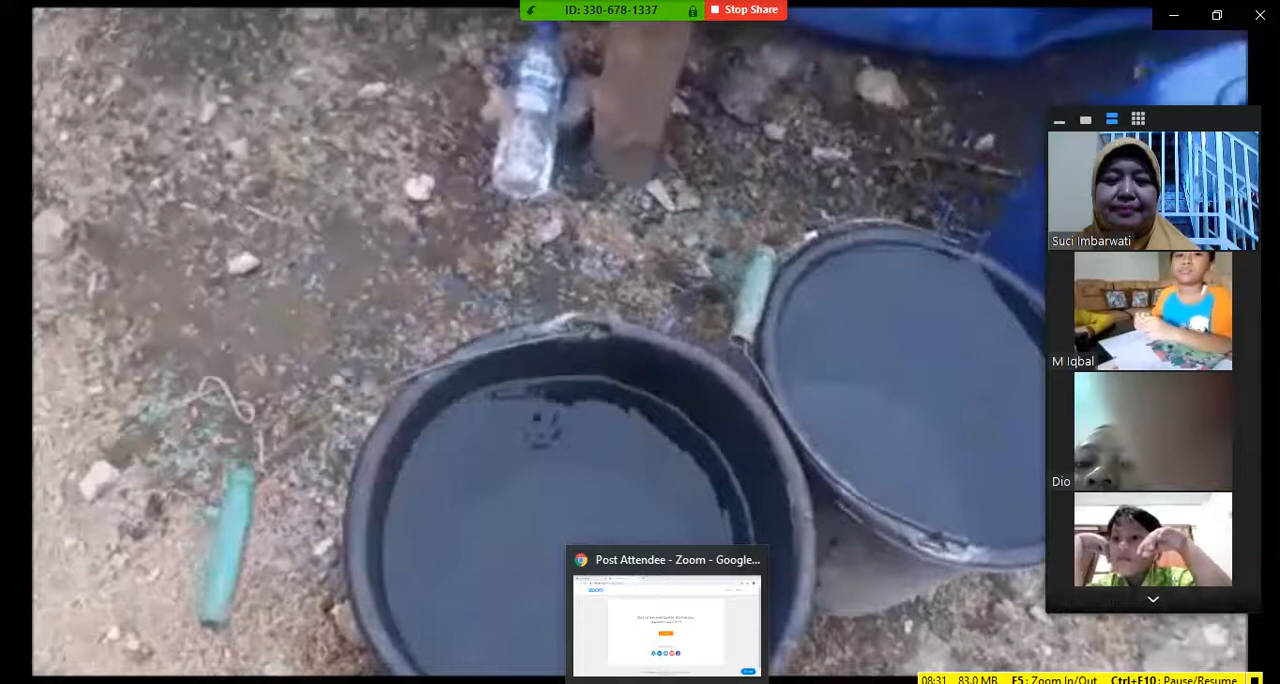 ID: 330-678-1337
Stop Share
Suci Imbarwati
M Iqbal
Dio
Post Attendee - Zoom - Google...
zoom
08:31 83.0 MB F5: Zoom In/Out Ctrl+F10: Pause/Resume